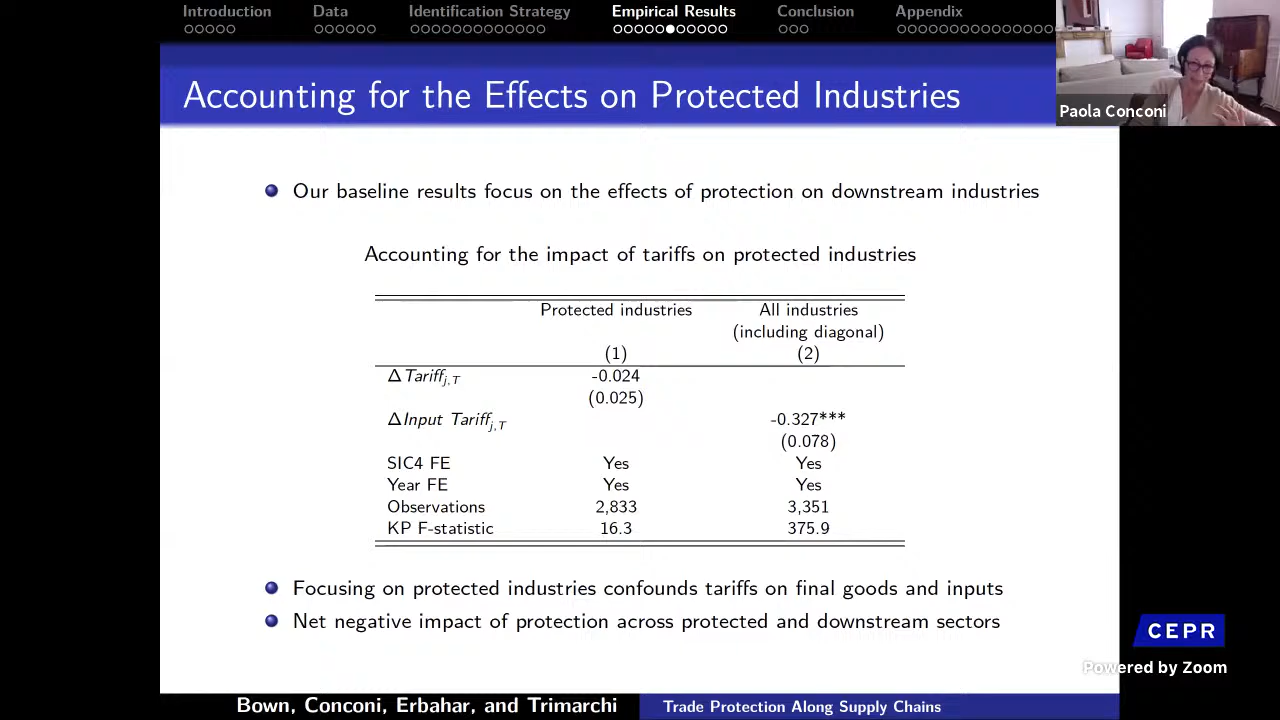 Introduction Data Identification Strategy Empirical Results Conclusion Appendix
Paola Conconi
Accounting for the Effects on Protected Industries
Our baseline results focus on the effects of protection on downstream industries
Accounting for the impact of tariffs on protected industries
Protected industries All industries
(including diagonal)
(1) (2)
Δ Tariff j,T -0.024
(0.025)
ΔInput Tariff j,T -0.327***
(0.078)
SIC4 FE Yes Yes
Year FE Yes Yes
Observations 2,833 3,351
KP F-statistic 16.3 375.9
Focusing on protected industries confounds tariffs on final goods and inputs
Net negative impact of protection across protected and downstream sectors
CEPR
Powered by Zoom
Bown, Conconi, Erbahar, and Trimarchi Trade Protection Along Supply Chains